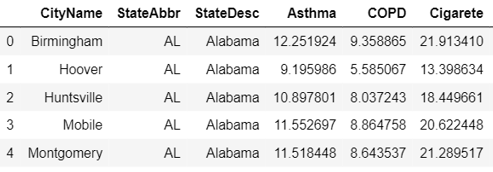 CityName StateAbbr StateDesc Asthma COPD Cigarete
0 Birmingham AL Alabama 12.251924 9.358865 21.913410
1 Hoover AL Alabama 9.195986 5.585067 13.398634
2 Huntsville AL Alabama 10.897801 8.037243 18.449661
3 Mobile AL Alabama 11.552697 8.864758 20.622448
4 Montgomery AL Alabama 11.518448 8.643537 21.289517